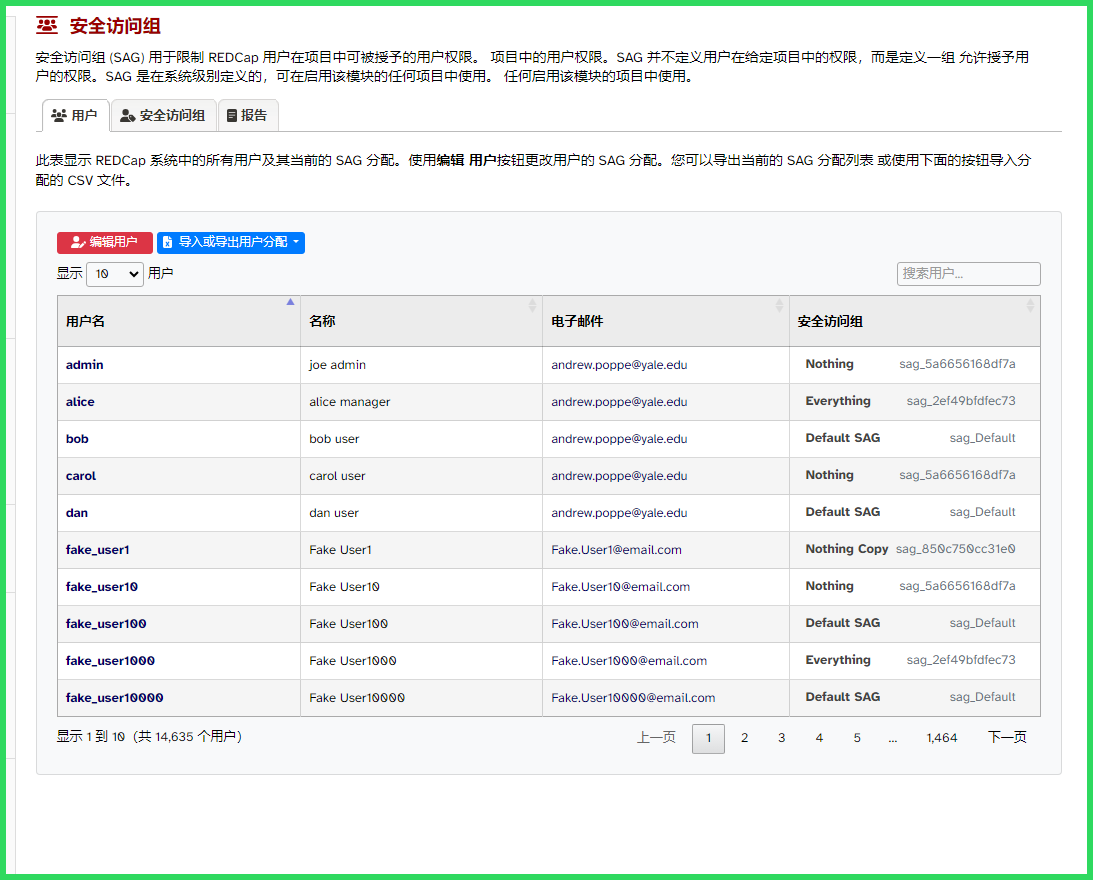 安全访问组
安全访问组 (SAG) 用于限制 REDCap 用户在项目中可被授予的用户权限。 项目中的用户权限。SAG 并不定义用户在给定项目中的权限，而是定义一组 允许授予用
户的权限。SAG 是在系统级别定义的，可在启用该模块的任何项目中使用。 任何启用该模块的项目中使用。
用户 安全访问组 报告
此表显示 REDCap 系统中的所有用户及其当前的 SAG 分配。使用编辑 用户按钮更改用户的 SAG 分配。您可以导出当前的 SAG 分配列表 或使用下面的按钮导入分
配的 CSV 文件。
编辑用户 导入或导出用户分配
显示 10 用户 搜索用户...
用户名 名称 电子邮件 安全访问组
admin joe admin andrew.poppe@yale.edu Nothing sag_5a6656168df7a
alice alice manager andrew.poppe@yale.edu Everything sag_2ef49bfdfec73
bob bob user andrew.poppe@yale.edu Default SAG sag_Default
carol carol user andrew.poppe@yale.edu Nothing sag_5a6656168df7a
dan dan user andrew.poppe@yale.edu Default SAG sag_Default
fake_user1 Fake User1 Fake.User1@email.com Nothing Copy sag_850c750cc31e0
fake_user10 Fake User10 Fake.User10@email.com Nothing sag_5a6656168df7a
fake_user100 Fake User100 Fake.User100@email.com Default SAG sag_Default
fake_user1000 Fake User1000 Fake.User1000@email.com Everything sag_2ef49bfdfec73
fake_user10000 Fake User10000 Fake.User10000@email.com Default SAG sag_Default
显示 1 到 10（共 14,635 个用户） 上一页 1 2 3 4 5 ... 1,464 下一页